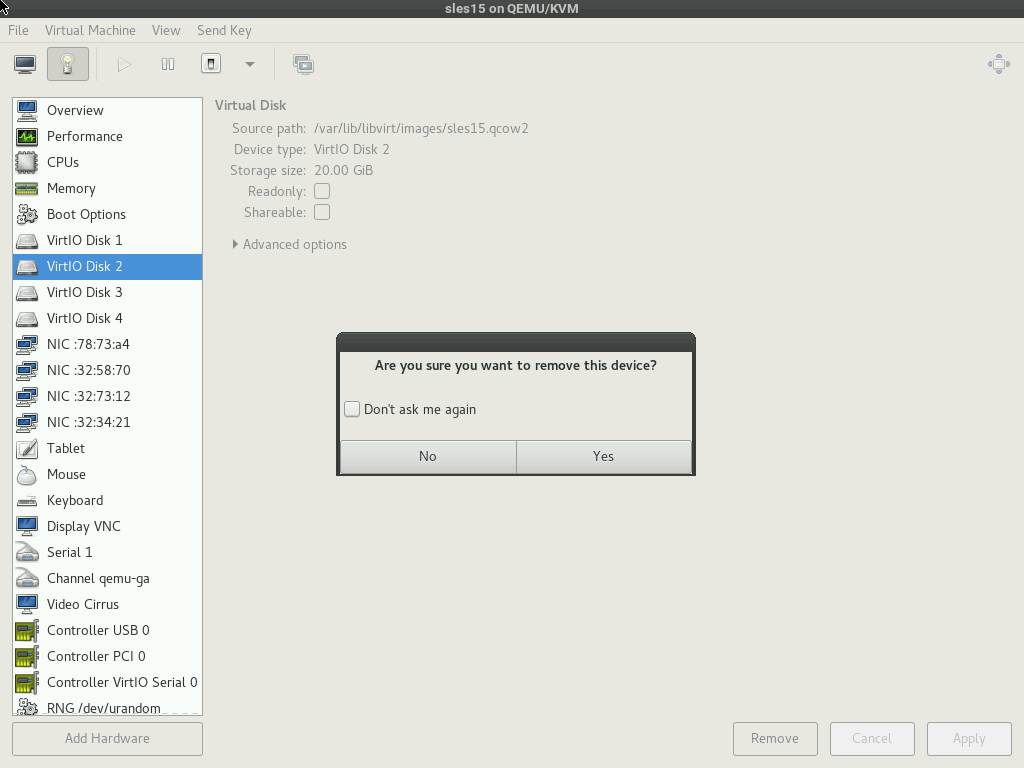 sles15 on QEMU/KVM
File Virtual Machine View Send Key
Overview
Performance
CPUs
Memory
Boot Options
VirtIO Disk 1
VirtIO Disk 2
VirtIO Disk 3
VirtIO Disk 4
NIC :78:73:a4
NIC :32:58:70
NIC :32:73:12
NIC :32:34:21
Tablet
Mouse
Keyboard
Display VNC
Serial 1
Channel qemu-ga
Video Cirrus
Controller USB 0
Controller PCI 0
Controller VirtIO Serial 0
RNG /dev/urandom
Add Hardware
Virtual Disk
Source path: /var/lib/libvirt/images/sles15.qcow2
Device type: VirtIO Disk 2
Storage size: 20.00 GiB
Readonly:
Shareable:
Advanced options
Are you sure you want to remove this device?
Don't ask me again
No Yes
Remove Cancel Apply